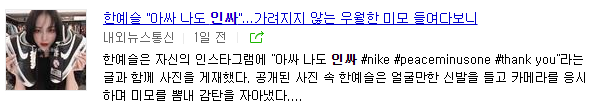 한예슬 "아싸 나도 인싸"...가려지지 않는 우월한 미모 들여다보니
내외뉴스통신 | 1일 전
한예슬은 자신의 인스타그램에 "아싸 나도 인싸 #nike #peaceminusone #thank you"라는
글과 함께 사진을 게재했다. 공개된 사진 속 한예슬은 얼굴만한 신발을 들고 카메라를 응시
하며 미모를 뽐내 감탄을 자아냈다....